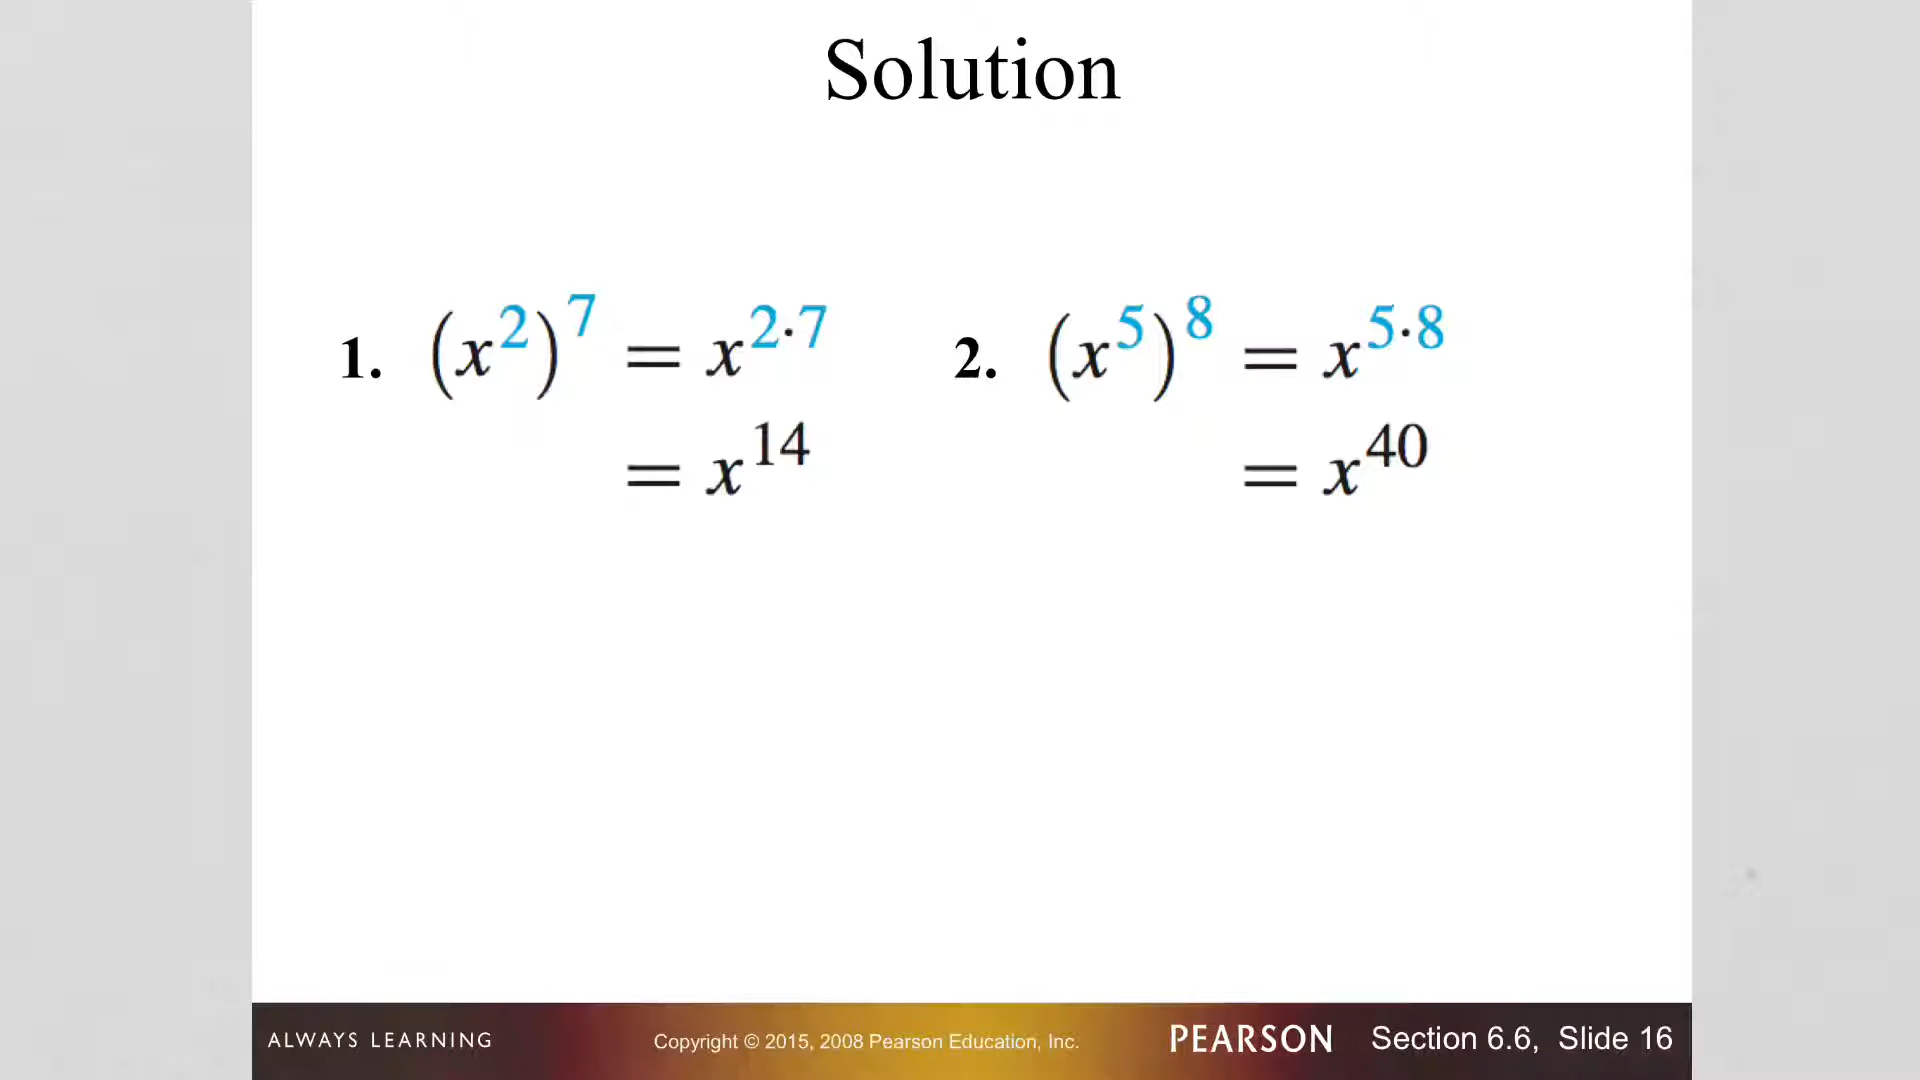 Solution
1. (x²)⁷ = x²·⁷
= x¹⁴
2. (x⁵)⁸ = x⁵·⁸
= x⁴⁰
ALWAYS LEARNING
Copyright © 2015, 2008 Pearson Education, Inc.
PEARSON
Section 6.6, Slide 16